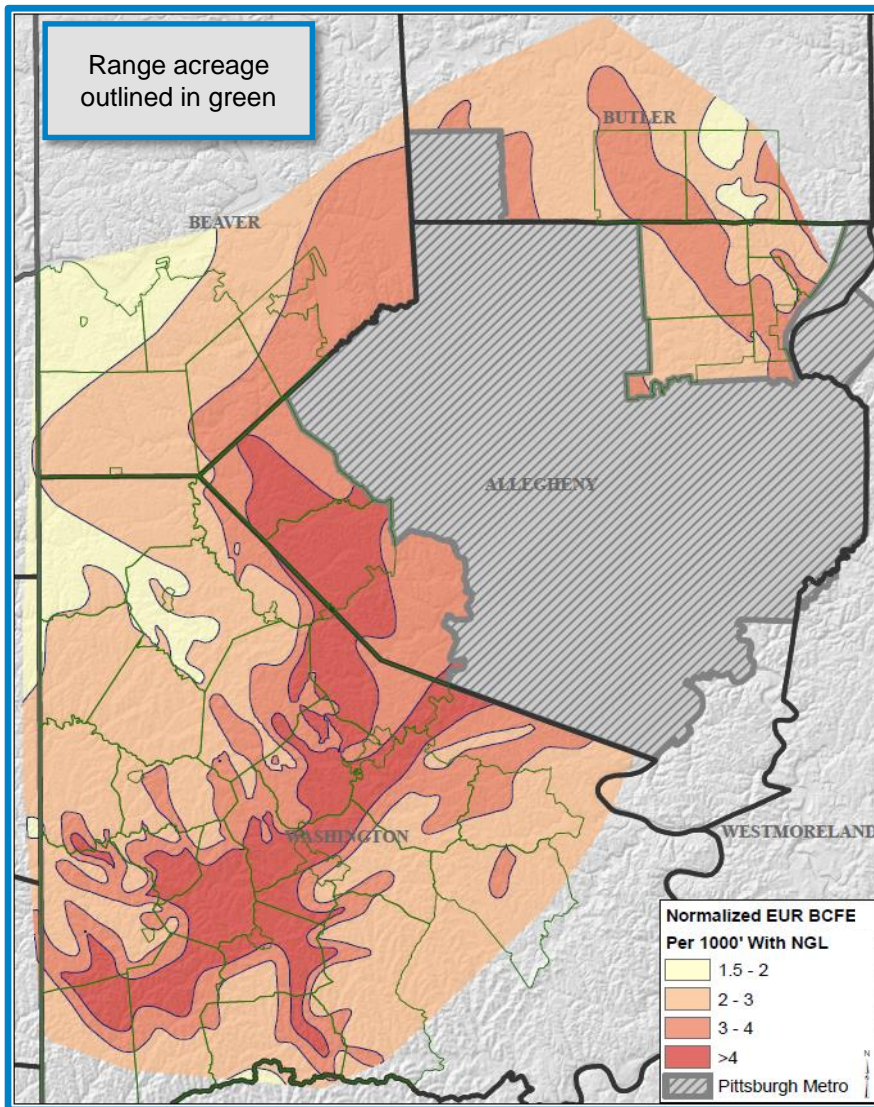 Range acreage
outlined in green
BUTLER
BEAVER
ALLEGHENY
WASHINGTON
WESTMORELAND
Normalized EUR BCFE
Per 1000' With NGL
1.5 - 2
2 - 3
3 - 4
>4
Pittsburgh Metro
N